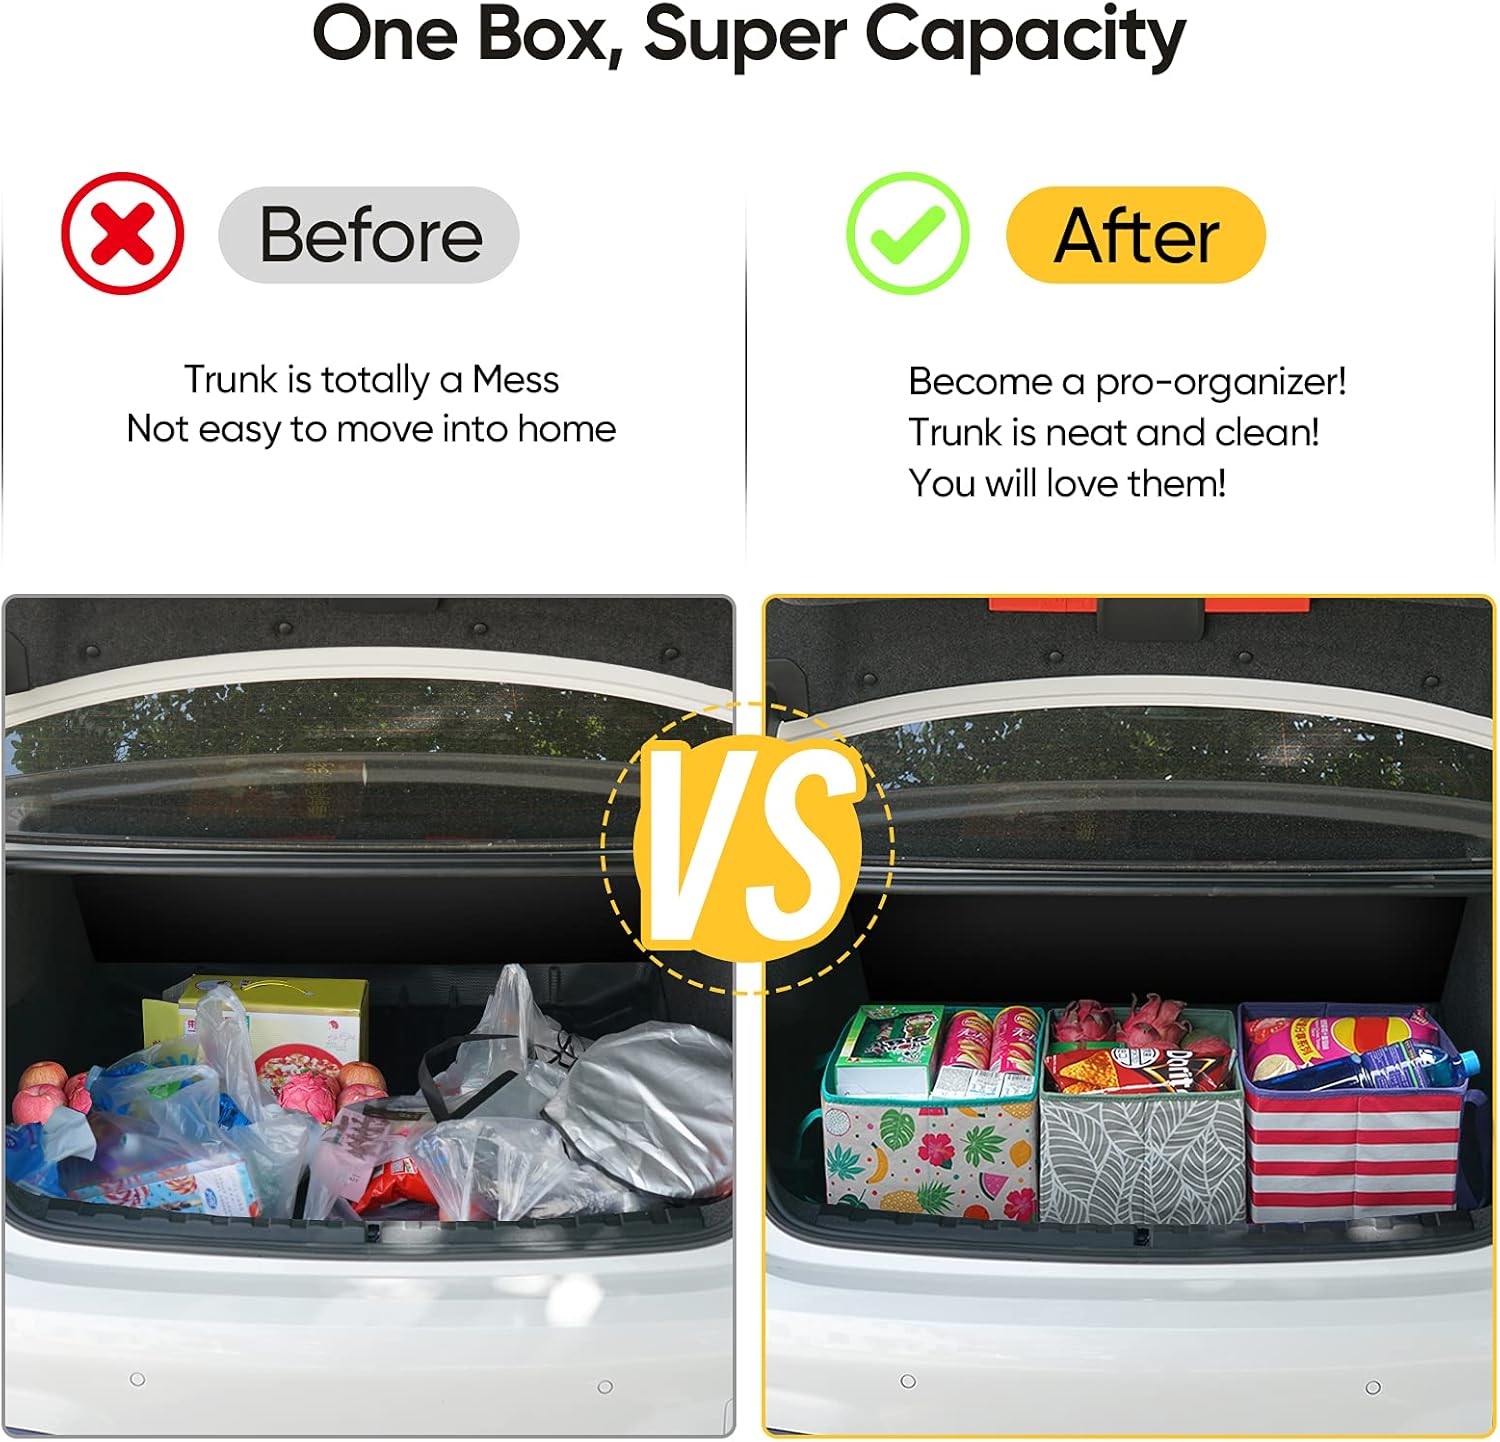 One Box, Super Capacity
Before
After
Trunk is totally a Mess
Not easy to move into home
Become a pro-organizer!
Trunk is neat and clean!
You will love them!
VS
Dorit